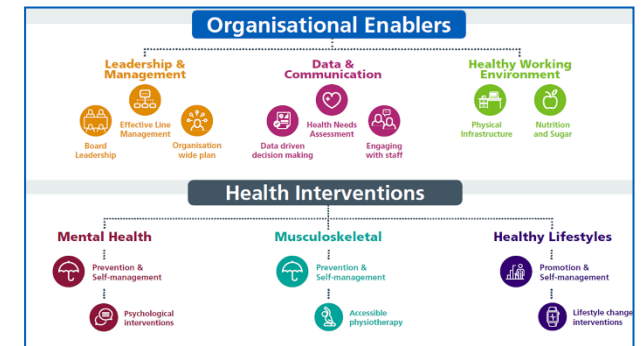 Organisational Enablers
Leadership &
Management
Data &
Communication
Healthy Working
Environment
Effective Line
Management
Board
Leadership
Organisation
wide plan
Health Needs
Assessment
Data driven
decision making
Engaging
with staff
Physical
Infrastructure
Nutrition
and Sugar
Health Interventions
Mental Health
Musculoskeletal
Healthy Lifestyles
Prevention &
Self-management
Psychological
interventions
Prevention &
Self-management
Accessible
physiotherapy
Promotion &
Self-management
Lifestyle change
interventions